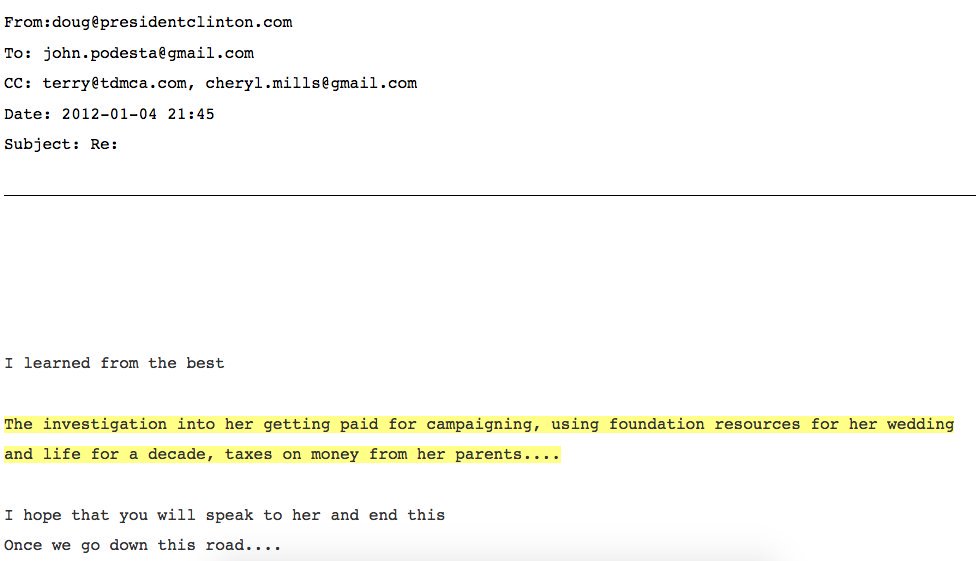 From:doug@presidentclinton.com
To: john.podesta@gmail.com
CC: terry@tdmca.com, cheryl.mills@gmail.com
Date: 2012-01-04 21:45
Subject: Re:
I learned from the best
The investigation into her getting paid for campaigning, using foundation resources for her wedding
and life for a decade, taxes on money from her parents....
I hope that you will speak to her and end this
Once we go down this road....